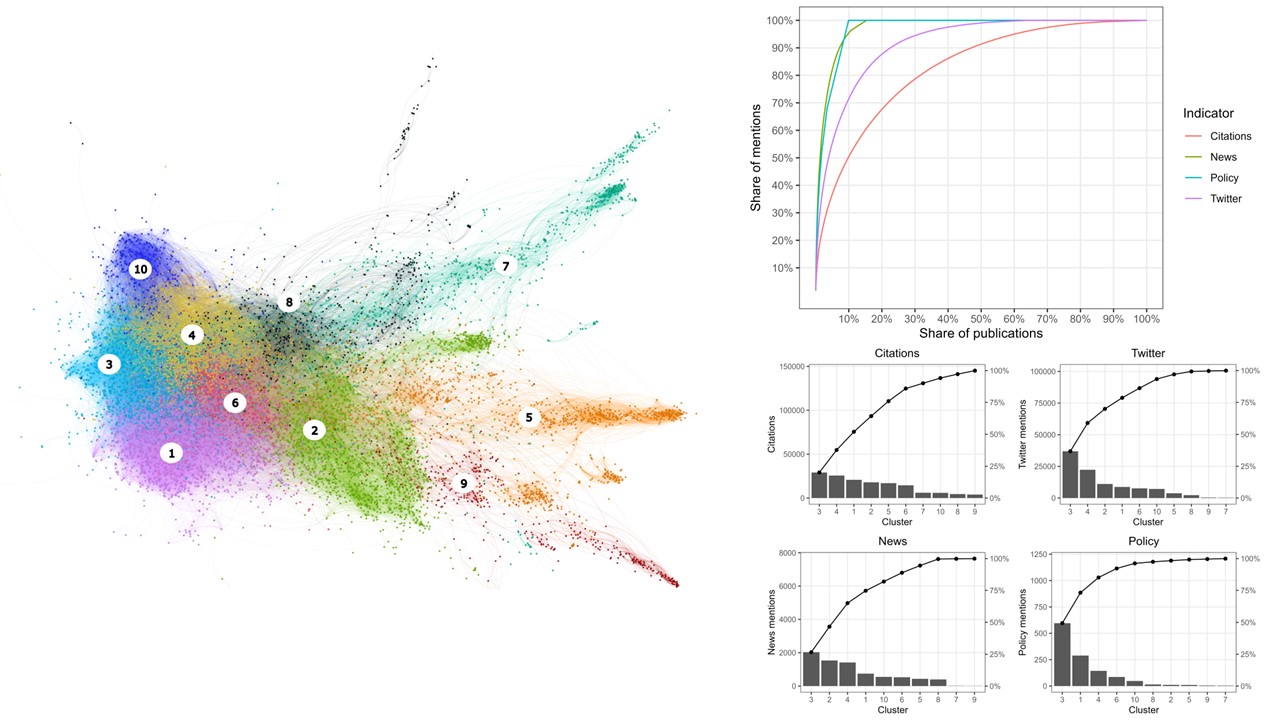 10
8
7
4
3
6
5
2
1
9
100%
90%
80%
70%
60%
50%
40%
30%
20%
10%
Share of mentions
10% 20% 30% 40% 50% 60% 70% 80% 90% 100%
Share of publications
Indicator
Citations
News
Policy
Twitter
Citations
150000
100000
50000
0
Citations
100%
75%
50%
25%
0%
3 4 1 2 5 6 7 10 8 9
Cluster
Twitter
100000
75000
50000
25000
0
Twitter mentions
100%
75%
50%
25%
0%
3 4 2 1 6 10 5 8 9 7
Cluster
News
8000
6000
4000
2000
0
News mentions
100%
75%
50%
25%
0%
3 2 4 1 10 6 5 8 7 9
Cluster
Policy
1250
1000
750
500
250
0
Policy mentions
100%
75%
50%
25%
0%
3 1 4 6 10 8 2 5 9 7
Cluster